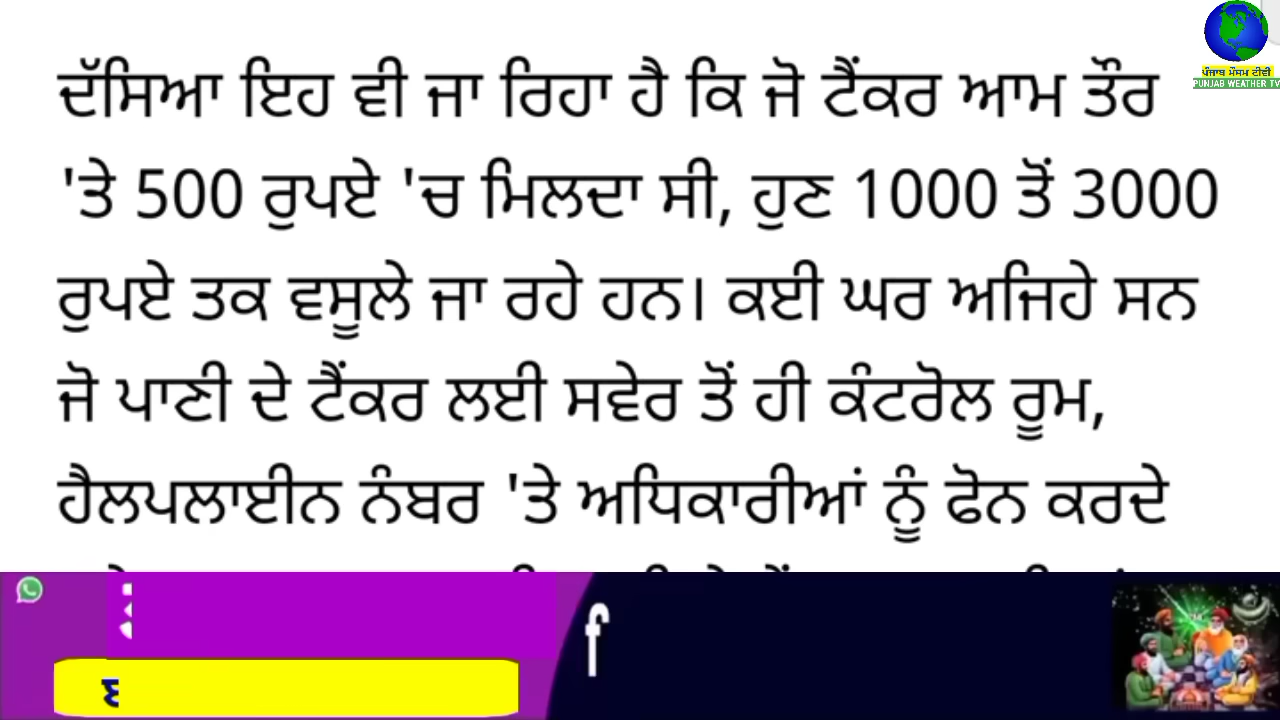 ਪੰਜਾਬ ਮੌਸਮ ਟੀਵੀ
PUNJAB WEATHER TV
ਦੱਸਿਆ ਇਹ ਵੀ ਜਾ ਰਿਹਾ ਹੈ ਕਿ ਜੋ ਟੈਂਕਰ ਆਮ ਤੌਰ
'ਤੇ 500 ਰੁਪਏ 'ਚ ਮਿਲਦਾ ਸੀ, ਹੁਣ 1000 ਤੋਂ 3000
ਰੁਪਏ ਤਕ ਵਸੂਲੇ ਜਾ ਰਹੇ ਹਨ। ਕਈ ਘਰ ਅਜਿਹੇ ਸਨ
ਜੋ ਪਾਣੀ ਦੇ ਟੈਂਕਰ ਲਈ ਸਵੇਰ ਤੋਂ ਹੀ ਕੰਟਰੋਲ ਰੂਮ,
ਹੈਲਪਲਾਈਨ ਨੰਬਰ 'ਤੇ ਅਧਿਕਾਰੀਆਂ ਨੂੰ ਫੋਨ ਕਰਦੇ
f